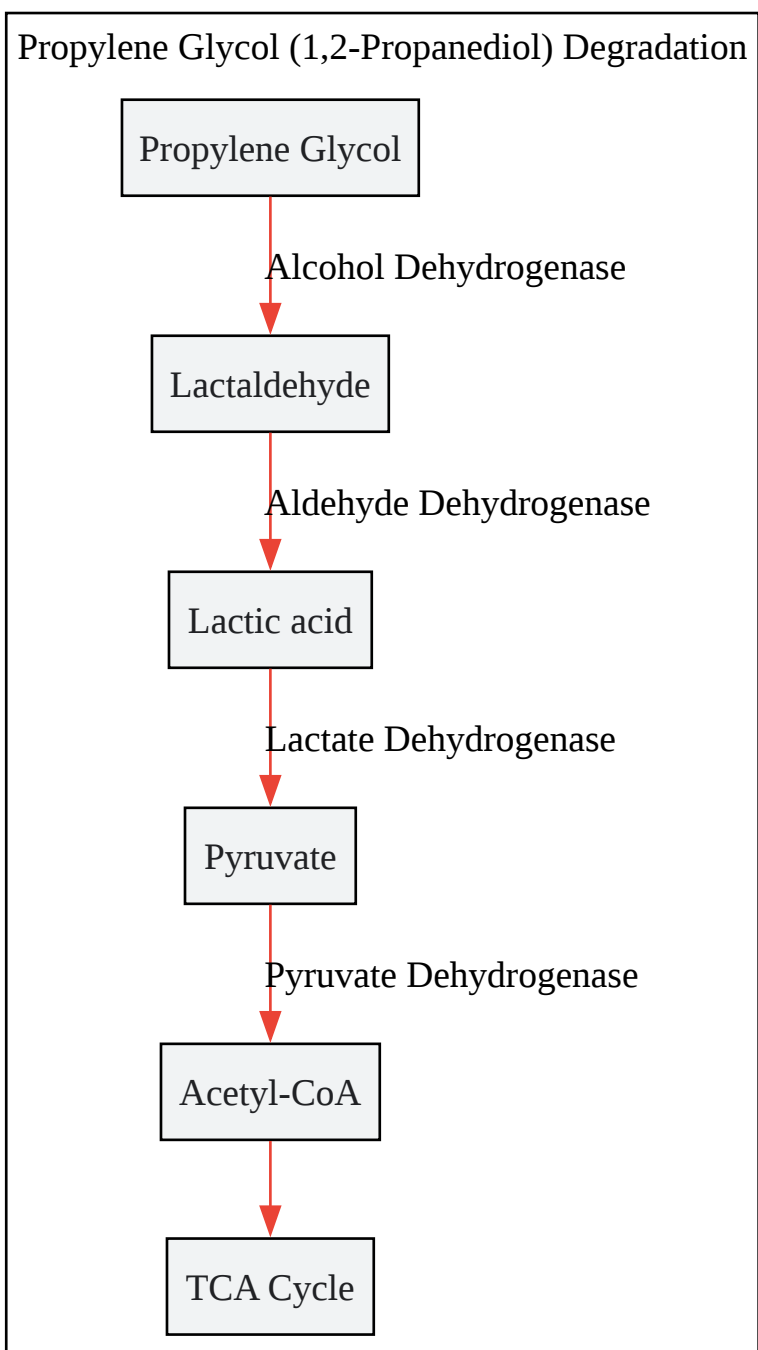 Propylene Glycol (1,2-Propanediol) Degradation
Propylene Glycol
Alcohol Dehydrogenase
Lactaldehyde
Aldehyde Dehydrogenase
Lactic acid
Lactate Dehydrogenase
Pyruvate
Pyruvate Dehydrogenase
Acetyl-CoA
TCA Cycle